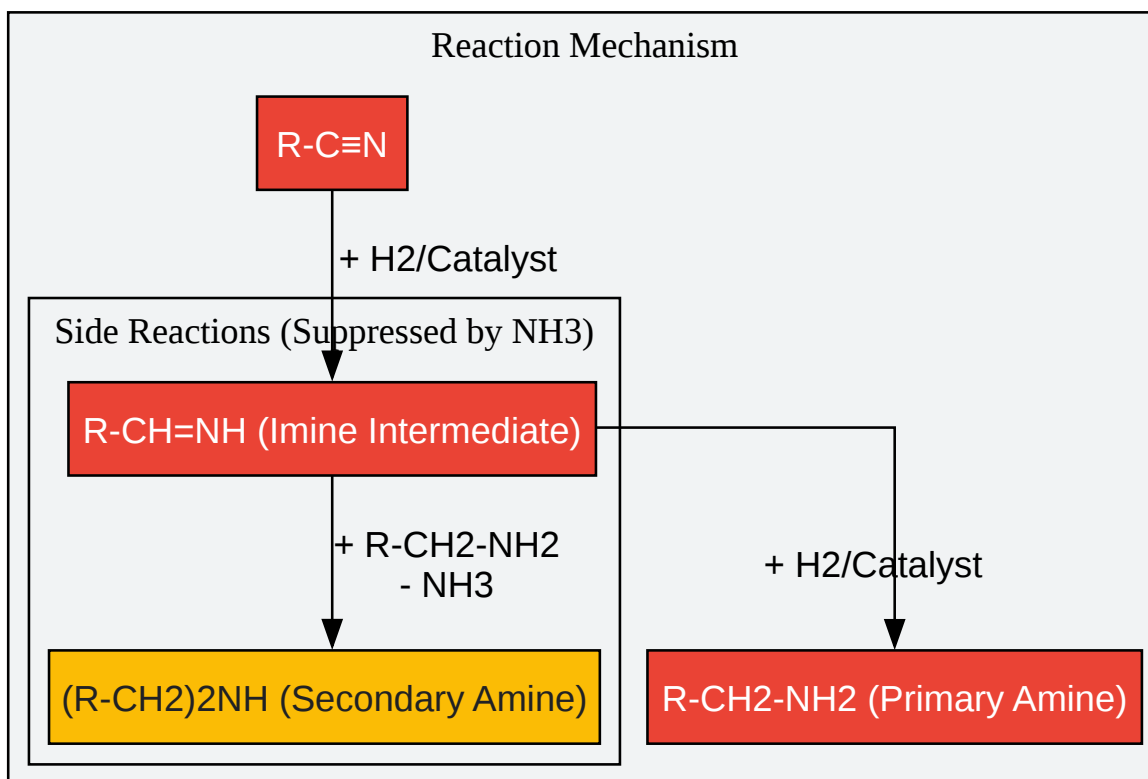 Reaction Mechanism
R-C≡N
+ H2/Catalyst
Side Reactions (Suppressed by NH3)
R-CH=NH (Imine Intermediate)
+ R-CH2-NH2
- NH3
+ H2/Catalyst
(R-CH2)2NH (Secondary Amine)
R-CH2-NH2 (Primary Amine)